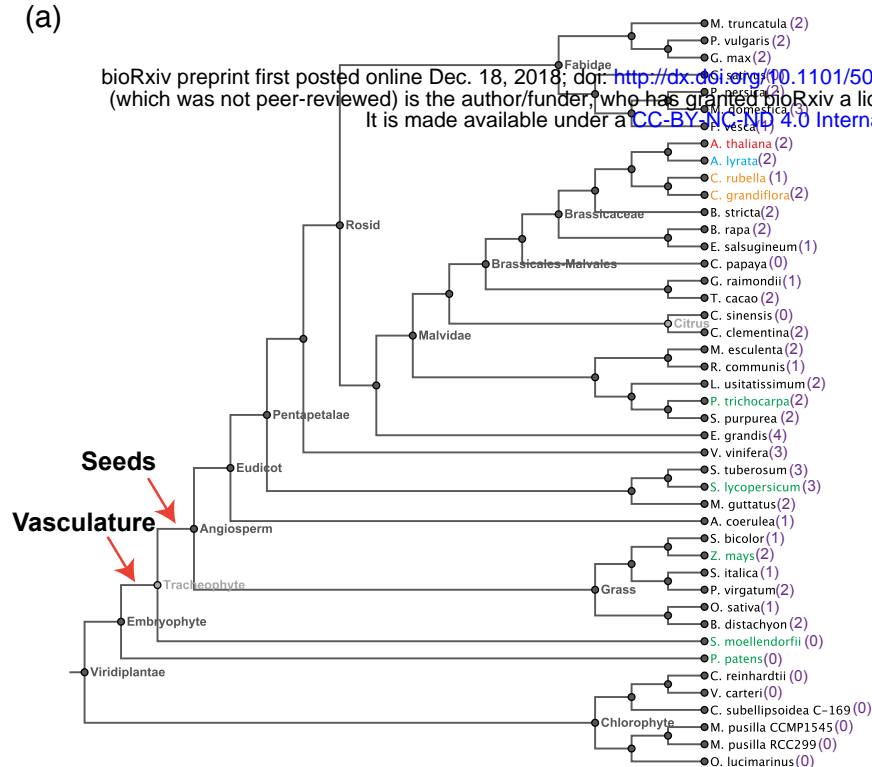 (a)
M. truncatula (2)
P. vulgaris (2)
G. max (2)
Fabidae
bioRxiv preprint first posted online Dec. 18, 2018; doi: http://dx.doi.org/10.1101/50
C. sativus(0)
P. persica(2)
(which was not peer-reviewed) is the author/funder, who has granted bioRxiv a lic
M. domestica(3)
It is made available under a CC-BY-NC-ND 4.0 Interna
F. vesca(1)
A. thaliana (2)
A. lyrata(2)
C. rubella (1)
C. grandiflora(2)
Brassicaceae
B. stricta(2)
Rosid
B. rapa (2)
E. salsugineum(1)
Brassicales-Malvales
C. papaya(0)
G. raimondii(1)
T. cacao (2)
C. sinensis (0)
Citrus
C. clementina(2)
Malvidae
M. esculenta (2)
R. communis (1)
L. usitatissimum (2)
P. trichocarpa(2)
Pentapetalae
S. purpurea (2)
E. grandis(4)
V. vinifera(3)
Seeds
Eudicot
S. tuberosum (3)
S. lycopersicum (3)
M. guttatus(2)
Vasculature
A. coerulea(1)
Angiosperm
S. bicolor(1)
Z. mays(2)
S. italica(1)
Tracheophyte
Grass
P. virgatum(2)
O. sativa(1)
Embryophyte
B. distachyon(2)
S. moellendorfii (0)
P. patens(0)
Viridiplantae
C. reinhardtii(0)
V. carteri(0)
C. subellipsoidea C-169(0)
Chlorophyte
M. pusilla CCMP1545(0)
M. pusilla RCC299(0)
O. lucimarinus(0)